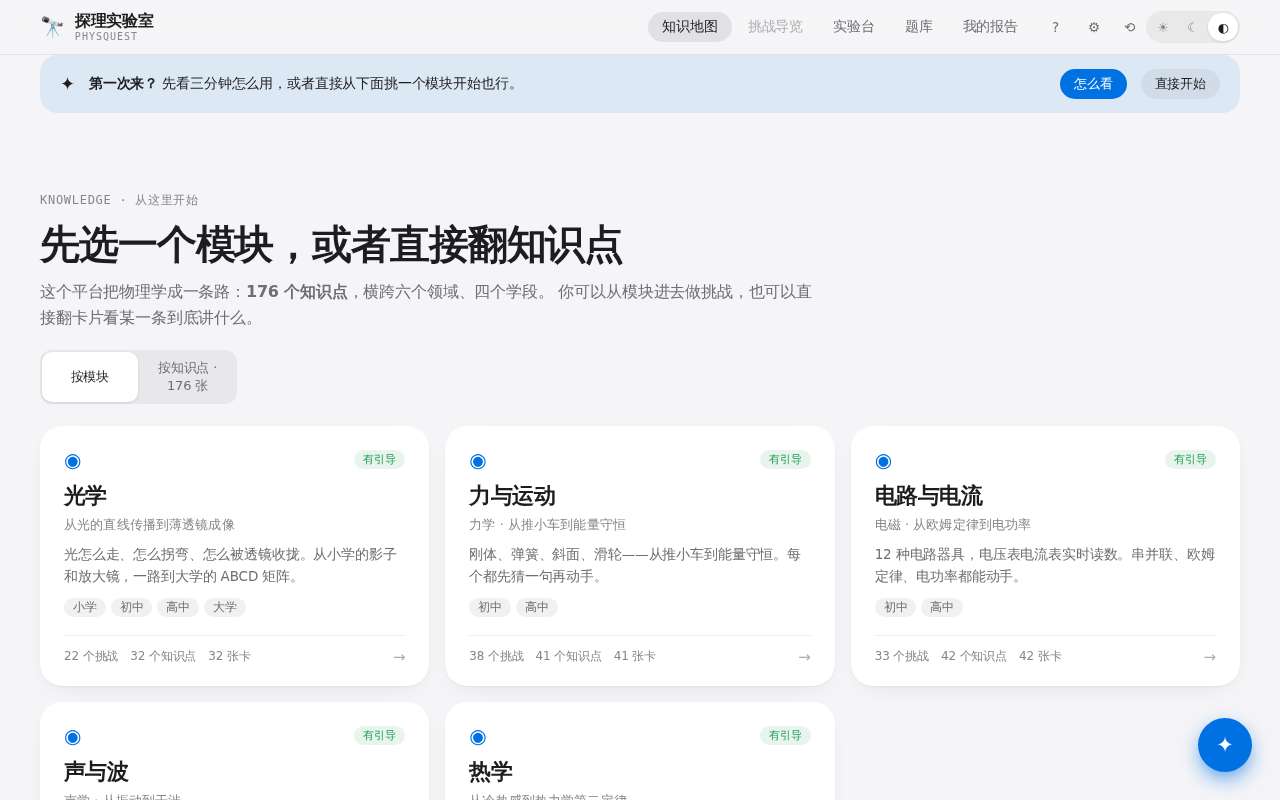 探理实验室
PHYSQUEST
知识地图
挑战导览
实验台
题库
我的报告
?
第一次来？ 先看三分钟怎么用，或者直接从下面挑一个模块开始也行。
怎么看
直接开始
KNOWLEDGE · 从这里开始
先选一个模块，或者直接翻知识点
这个平台把物理学成一条路：176 个知识点，横跨六个领域、四个学段。 你可以从模块进去做挑战，也可以直
接翻卡片看某一条到底讲什么。
按模块
按知识点 ·
176 张
有引导
光学
从光的直线传播到薄透镜成像
光怎么走、怎么拐弯、怎么被透镜收拢。从小学的影子
和放大镜，一路到大学的 ABCD 矩阵。
小学 初中 高中 大学
22 个挑战 32 个知识点 32 张卡 →
有引导
力与运动
力学 · 从推小车到能量守恒
刚体、弹簧、斜面、滑轮——从推小车到能量守恒。每
个都先猜一句再动手。
初中 高中
38 个挑战 41 个知识点 41 张卡 →
有引导
电路与电流
电磁 · 从欧姆定律到电功率
12 种电路器具，电压表电流表实时读数。串并联、欧姆
定律、电功率都能动手。
初中 高中
33 个挑战 42 个知识点 42 张卡 →
有引导
声与波
有引导
热学